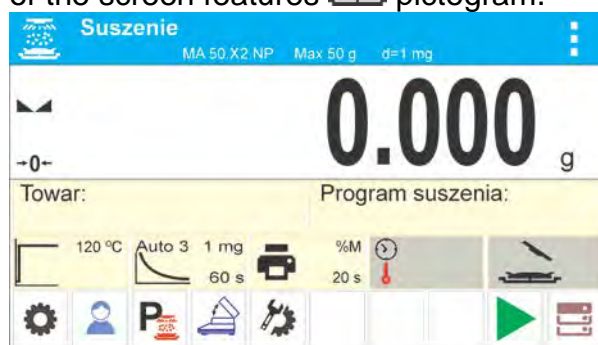 of the screen features pictogram.
Suszenie
MA 50.X2.NP Max 50 g d=1 mg
0.000 g
→0←
Towar: Program suszenia:
120 °C Auto 3 1 mg %M
60 s 20 s
P